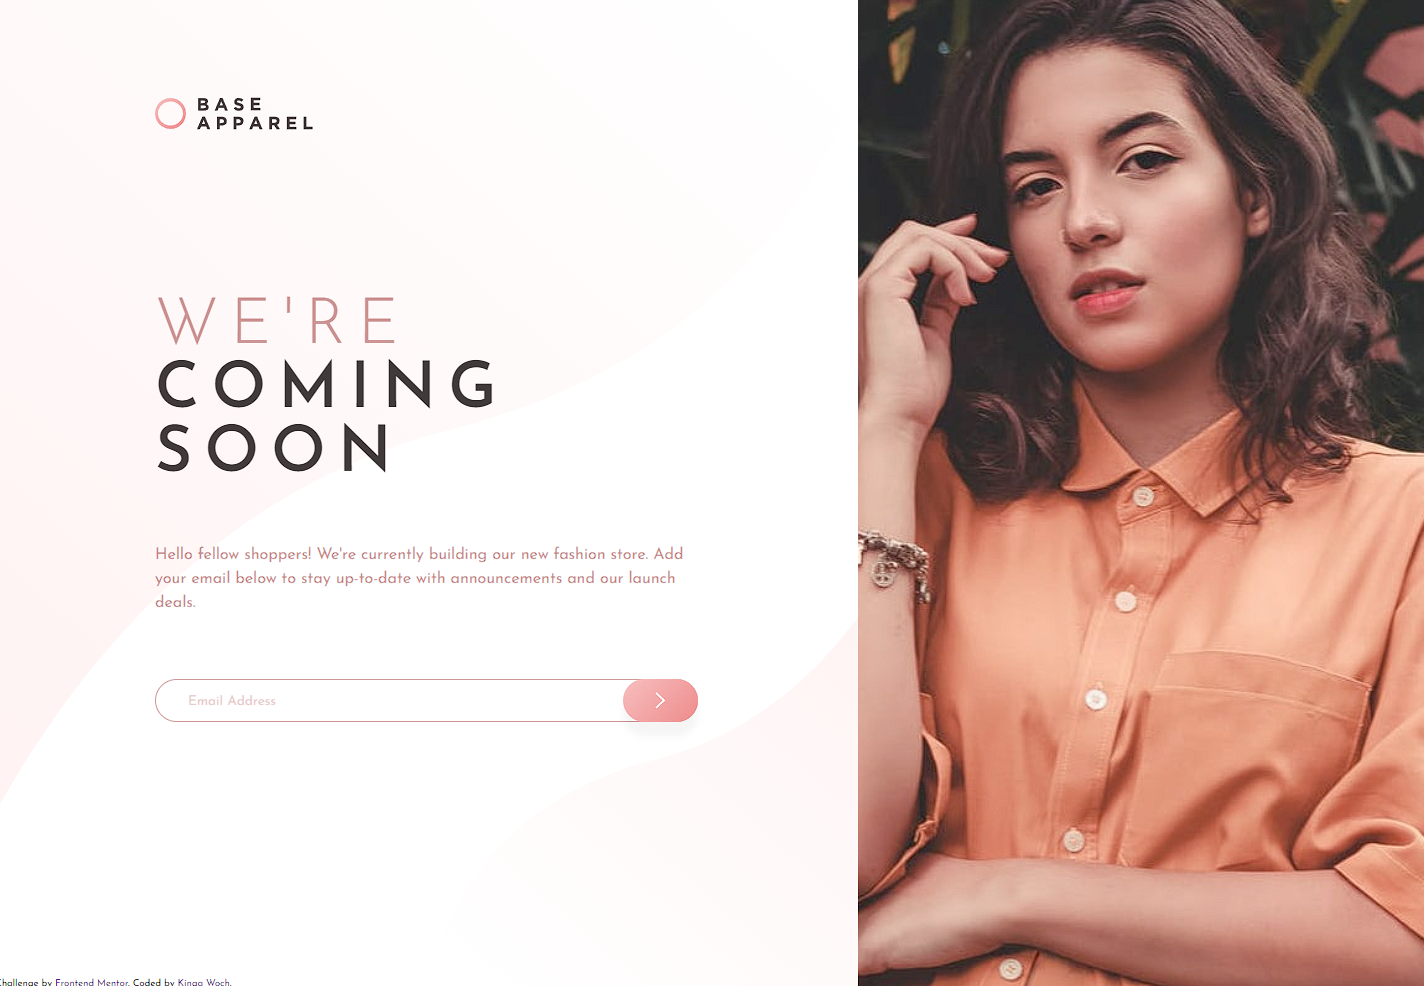 BASE
APPAREL
WE'RE
COMING
SOON
Hello fellow shoppers! We're currently building our new fashion store. Add
your email below to stay up-to-date with announcements and our launch
deals.
Email Address
Challenge by Frontend Mentor. Coded by Kinga Woch.